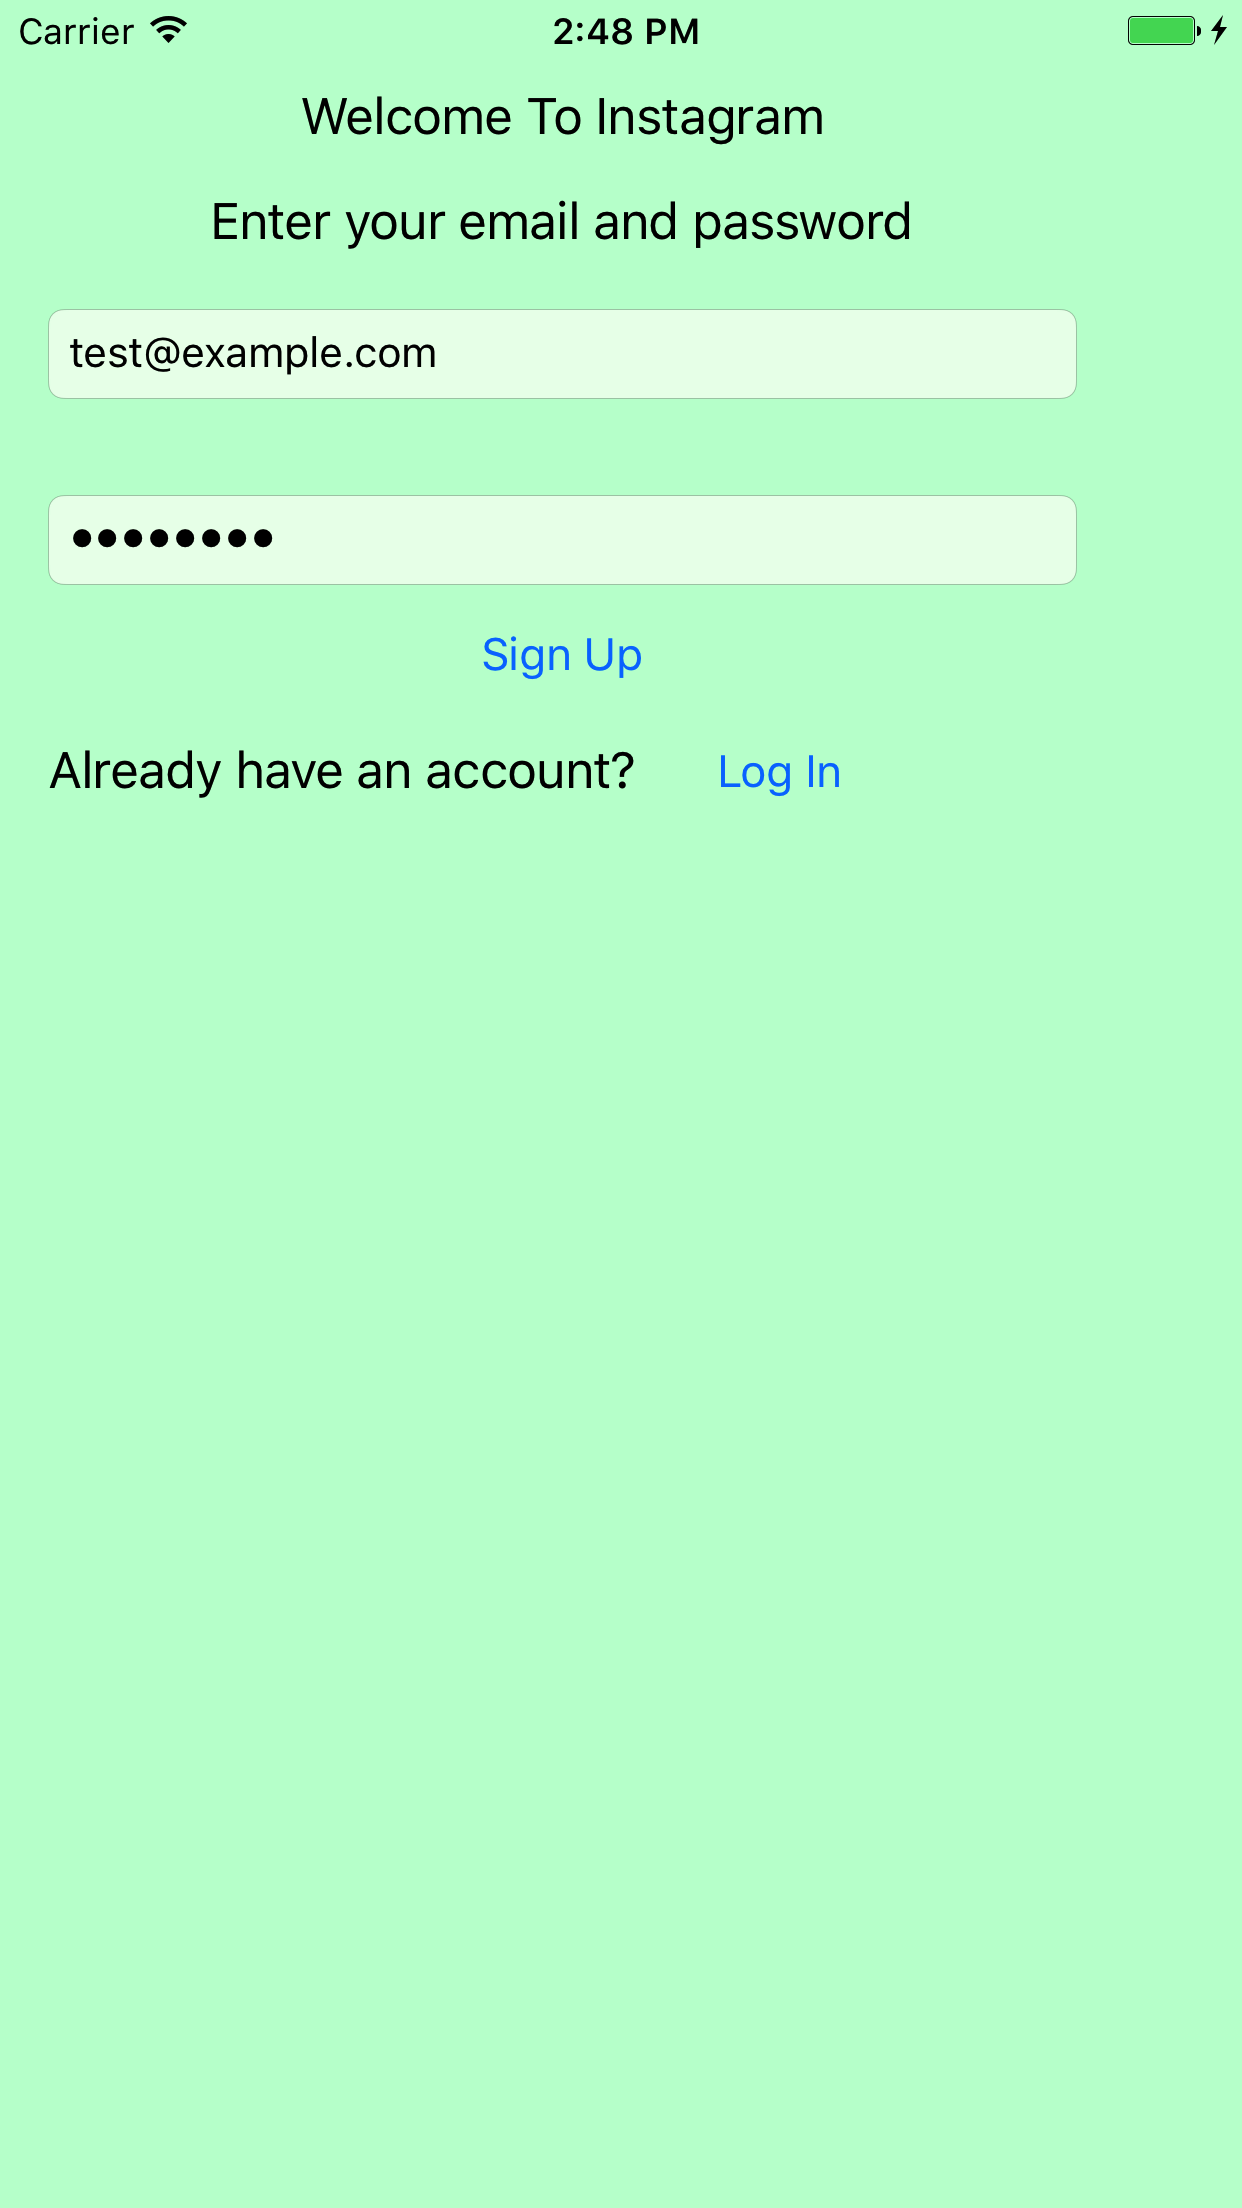 Carrier 2:48 PM
Welcome To Instagram
Enter your email and password
test@example.com
••••••••
Sign Up
Already have an account? Log In